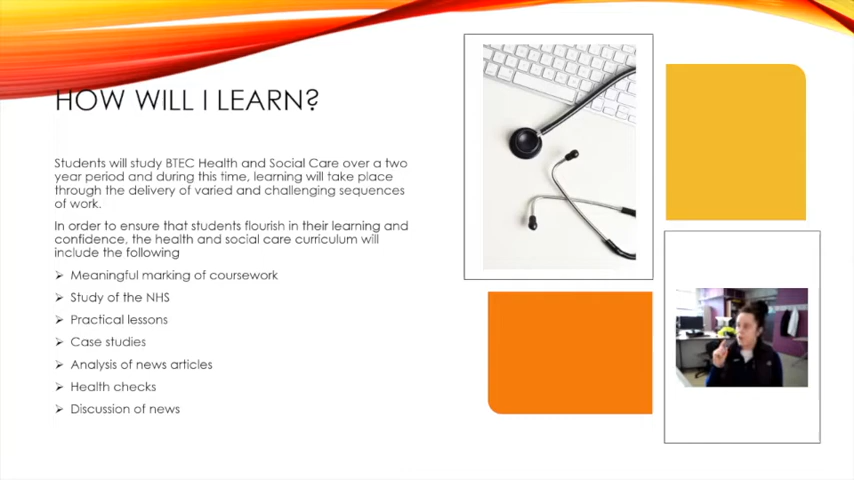 HOW WILL I LEARN?
Students will study BTEC Health and Social Care over a two
year period and during this time, learning will take place
through the delivery of varied and challenging sequences
of work.
In order to ensure that students flourish in their learning and
confidence, the health and social care curriculum will
include the following
Meaningful marking of coursework
Study of the NHS
Practical lessons
Case studies
Analysis of news articles
Health checks
Discussion of news